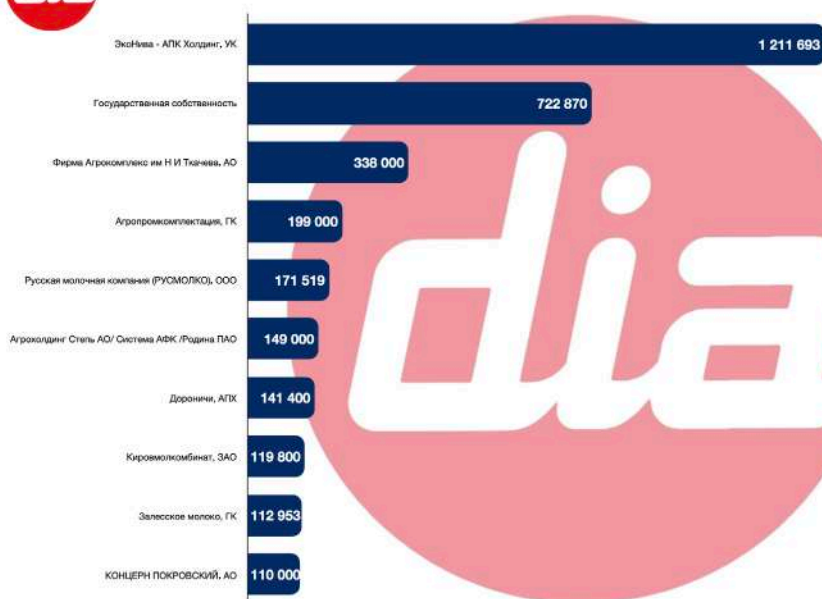 ЭкоНива - АПК Холдинг, УК 1 211 693
Государственная собственность 722 870
Фирма Агрокомплекс им Н И Ткачева, АО 338 000
Агропромкомплектация, ГК 199 000
Русская молочная компания (РУСМОЛКО), ООО 171 519
Агрохолдинг Степь АО/ Система АФК /Родина ПАО 149 000
Дороничи, АПХ 141 400
Кировмолкомбинат, ЗАО 119 800
Залесское молоко, ГК 112 953
КОНЦЕРН ПОКРОВСКИЙ, АО 110 000
dia